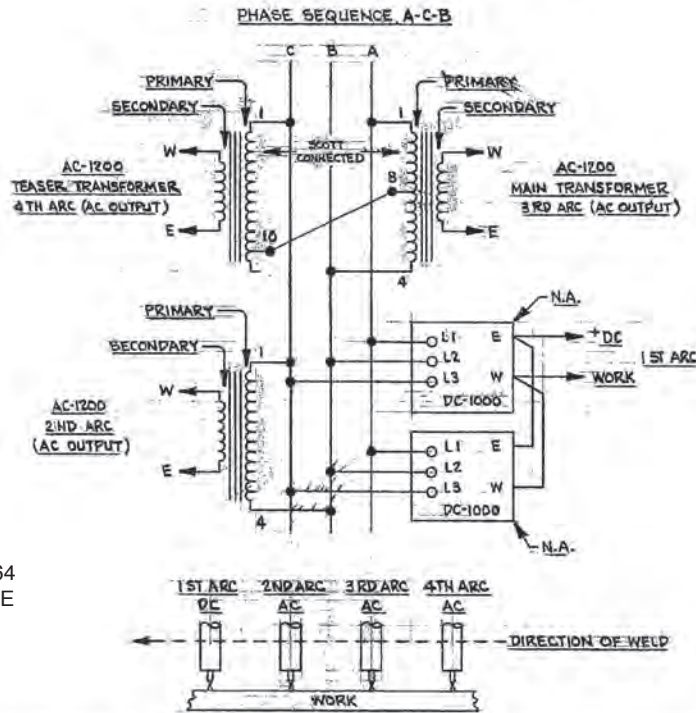 PHASE SEQUENCE A-C-B
C B A
PRIMARY
SECONDARY
1
W
E
AC-1200
TEASER TRANSFORMER
4TH ARC (AC OUTPUT)
10
SCOTT
CONNECTED
1
8
4
PRIMARY
SECONDARY
W
E
AC-1200
MAIN TRANSFORMER
3RD ARC (AC OUTPUT)
PRIMARY
SECONDARY
1
W
E
4
AC-1200
2ND ARC
(AC OUTPUT)
N.A.
L1 E
L2
L3 W
DC-1000
+ DC
1ST ARC
WORK
L1 E
L2
L3 W
DC-1000
N.A.
64
E
1ST ARC 2ND ARC 3RD ARC 4TH ARC
DC AC AC AC
DIRECTION OF WELD
WORK